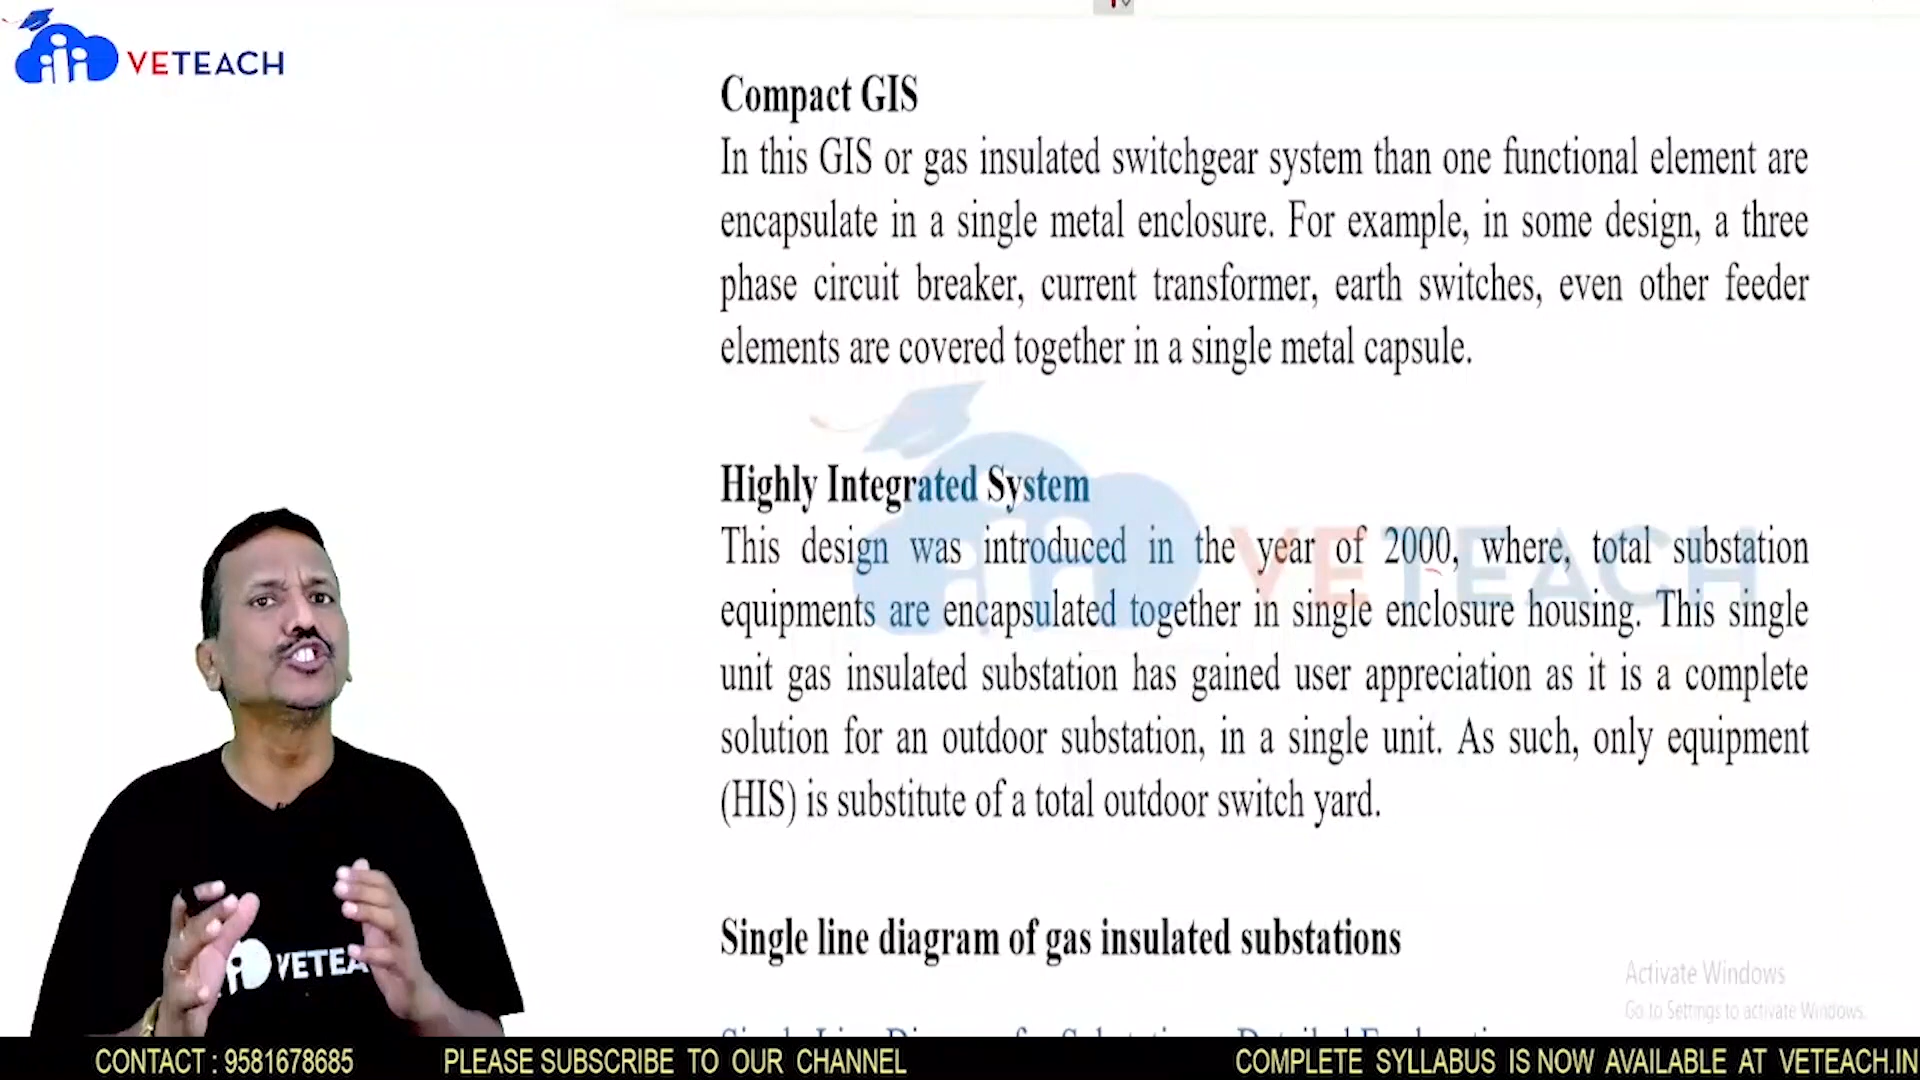 VETEACH
Compact GIS
In this GIS or gas insulated switchgear system than one functional element are
encapsulate in a single metal enclosure. For example, in some design, a three
phase circuit breaker, current transformer, earth switches, even other feeder
elements are covered together in a single metal capsule.
Highly Integrated System
This design was introduced in the year of 2000, where, total substation
equipments are encapsulated together in single enclosure housing. This single
unit gas insulated substation has gained user appreciation as it is a complete
solution for an outdoor substation, in a single unit. As such, only equipment
(HIS) is substitute of a total outdoor switch yard.
VETEACH
Single line diagram of gas insulated substations
VETEA
Activate Windows
Go to Settings to activate Windows.
CONTACT : 9581678685 PLEASE SUBSCRIBE TO OUR CHANNEL COMPLETE SYLLABUS IS NOW AVAILABLE AT VETEACH.IN